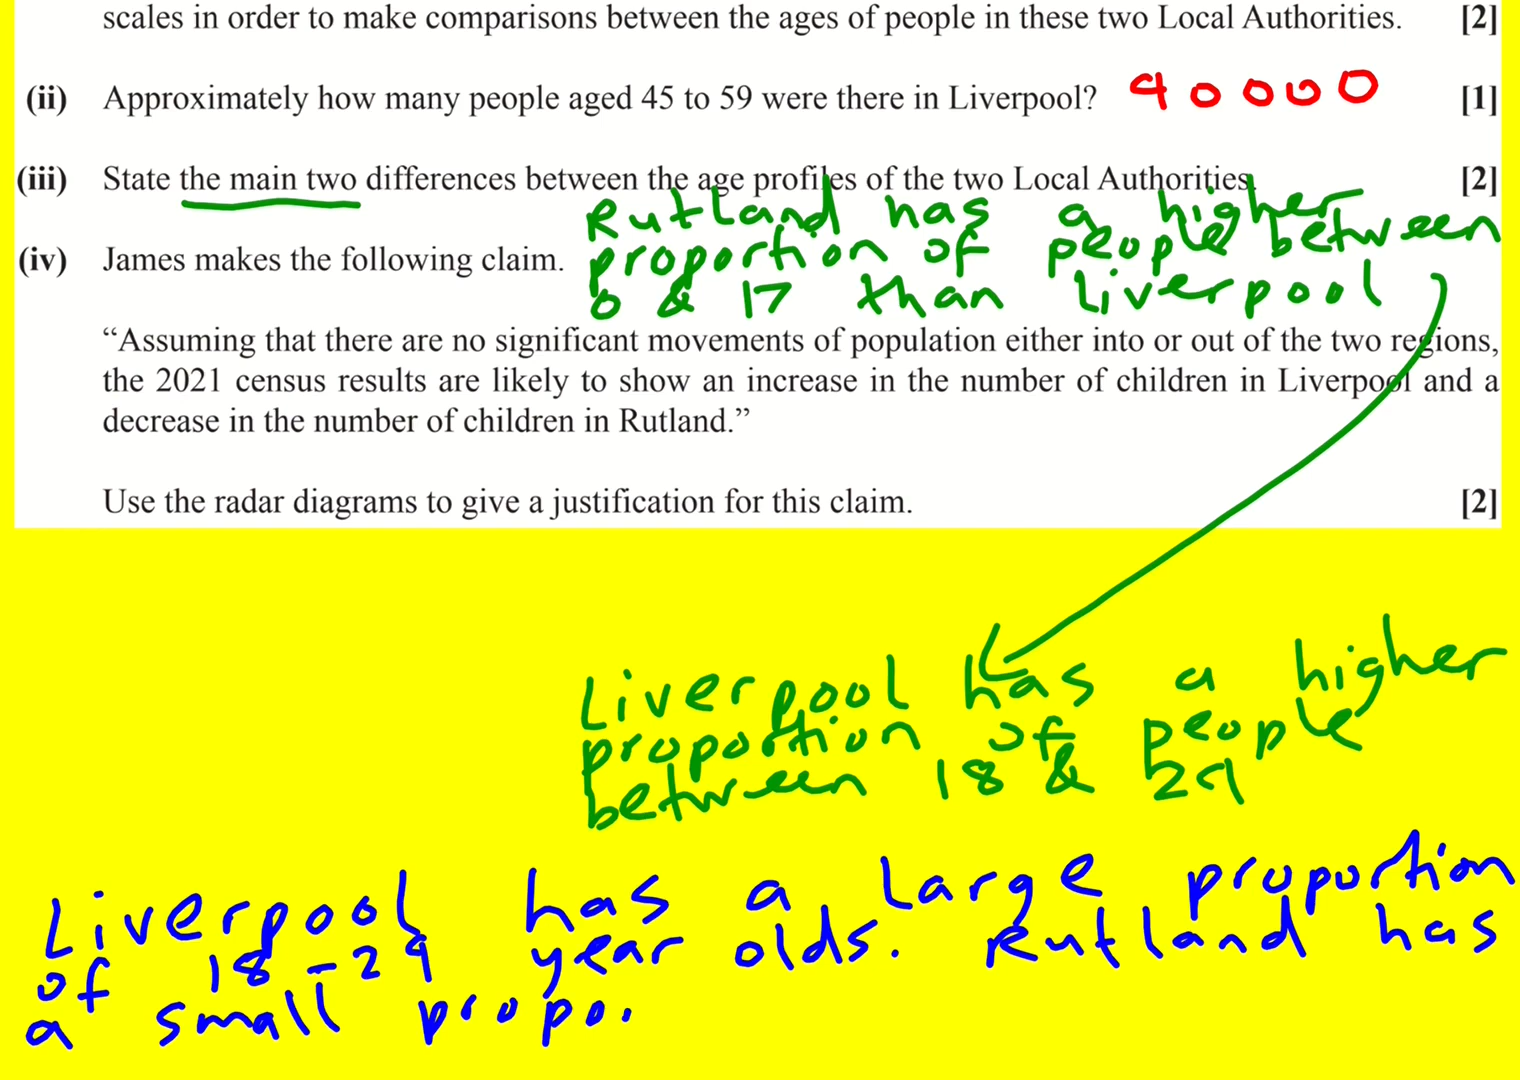 scales in order to make comparisons between the ages of people in these two Local Authorities. [2]
(ii) Approximately how many people aged 45 to 59 were there in Liverpool? 40000 [1]
(iii) State the main two differences between the age profiles of the two Local Authorities. [2]
Rutland has a higher
proportion of people between
0 & 17 than Liverpool
(iv) James makes the following claim.
“Assuming that there are no significant movements of population either into or out of the two regions,
the 2021 census results are likely to show an increase in the number of children in Liverpool and a
decrease in the number of children in Rutland.”
Use the radar diagrams to give a justification for this claim. [2]
Liverpool has a higher
proportion of people
between 18 & 29
Liverpool has a large proportion
of 18-29 year olds. Rutland has
a small propo.